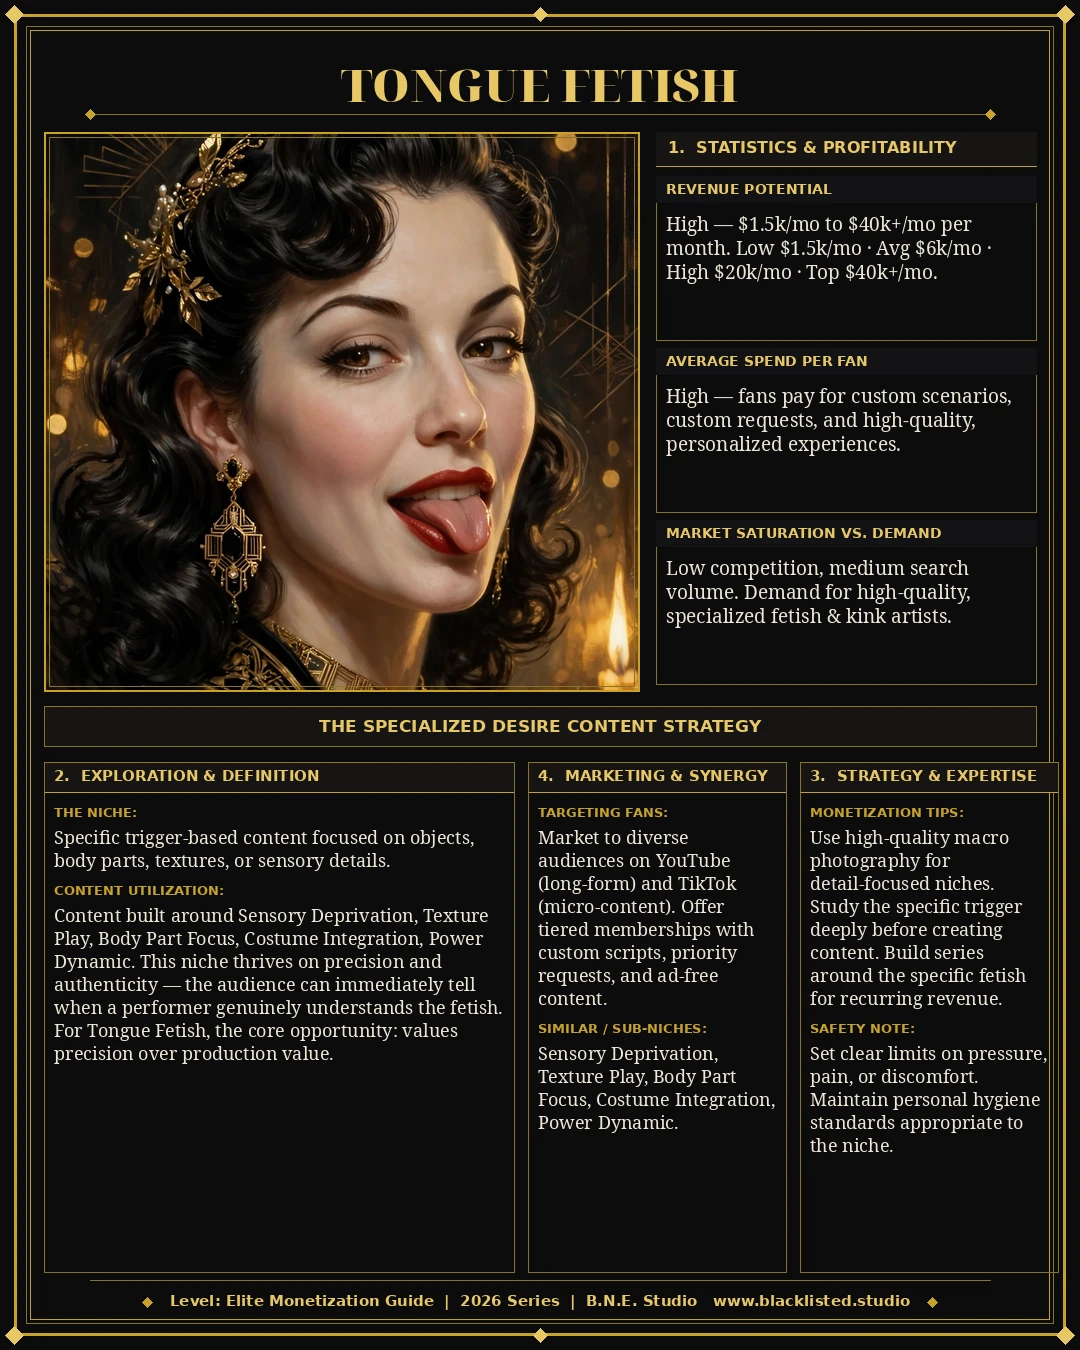 TONGUE FETISH
1. STATISTICS & PROFITABILITY
REVENUE POTENTIAL
High — $1.5k/mo to $40k+/mo per
month. Low $1.5k/mo · Avg $6k/mo ·
High $20k/mo · Top $40k+/mo.
AVERAGE SPEND PER FAN
High — fans pay for custom scenarios,
custom requests, and high-quality,
personalized experiences.
MARKET SATURATION VS. DEMAND
Low competition, medium search
volume. Demand for high-quality,
specialized fetish & kink artists.
THE SPECIALIZED DESIRE CONTENT STRATEGY
2. EXPLORATION & DEFINITION
THE NICHE:
Specific trigger-based content focused on objects,
body parts, textures, or sensory details.
CONTENT UTILIZATION:
Content built around Sensory Deprivation, Texture
Play, Body Part Focus, Costume Integration, Power
Dynamic. This niche thrives on precision and
authenticity — the audience can immediately tell
when a performer genuinely understands the fetish.
For Tongue Fetish, the core opportunity: values
precision over production value.
4. MARKETING & SYNERGY
TARGETING FANS:
Market to diverse
audiences on YouTube
(long-form) and TikTok
(micro-content). Offer
tiered memberships with
custom scripts, priority
requests, and ad-free
content.
SIMILAR / SUB-NICHES:
Sensory Deprivation,
Texture Play, Body Part
Focus, Costume Integration,
Power Dynamic.
3. STRATEGY & EXPERTISE
MONETIZATION TIPS:
Use high-quality macro
photography for
detail-focused niches.
Study the specific trigger
deeply before creating
content. Build series
around the specific fetish
for recurring revenue.
SAFETY NOTE:
Set clear limits on pressure,
pain, or discomfort.
Maintain personal hygiene
standards appropriate to
the niche.
Level: Elite Monetization Guide | 2026 Series | B.N.E. Studio www.blacklisted.studio